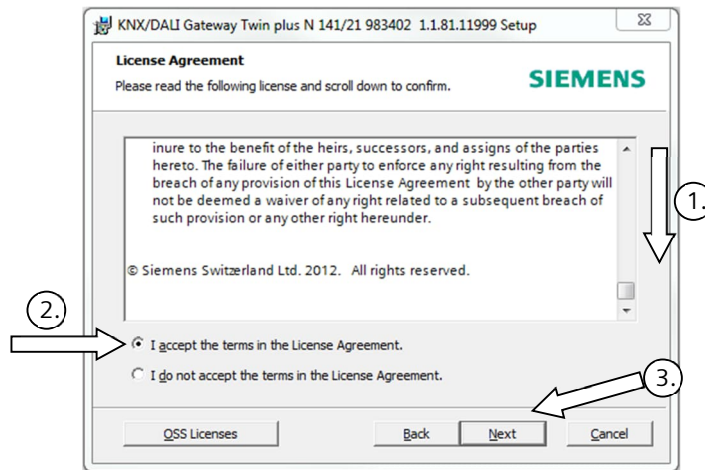 KNX/DALI Gateway Twin plus N 141/21 983402 1.1.81.11999 Setup
License Agreement
Please read the following license and scroll down to confirm.
SIEMENS
inure to the benefit of the heirs, successors, and assigns of the parties
hereto. The failure of either party to enforce any right resulting from the
breach of any provision of this License Agreement by the other party will
not be deemed a waiver of any right related to a subsequent breach of
such provision or any other right hereunder.
1.
© Siemens Switzerland Ltd. 2012. All rights reserved.
2.
I accept the terms in the License Agreement.
I do not accept the terms in the License Agreement.
3.
OSS Licenses
Back
Next
Cancel